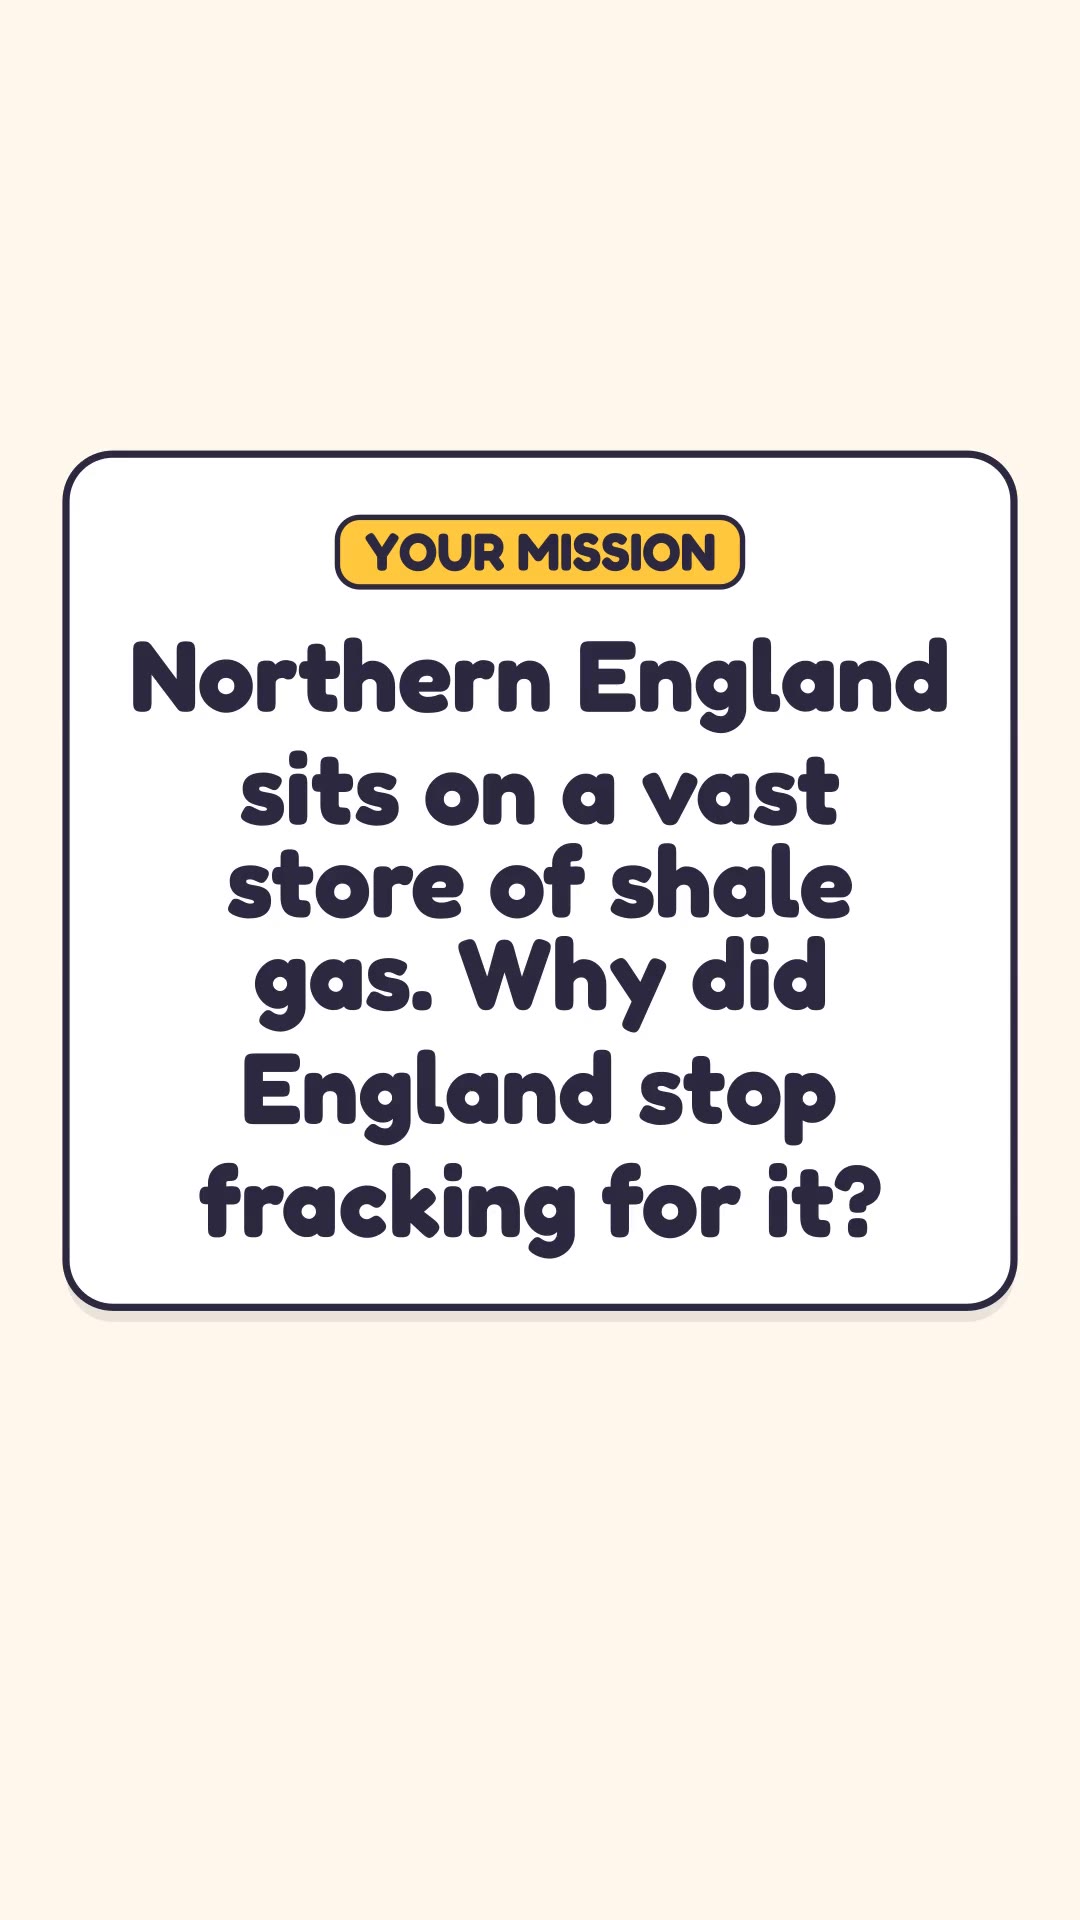 YOUR MISSION
Northern England
sits on a vast
store of shale
gas. Why did
England stop
fracking for it?